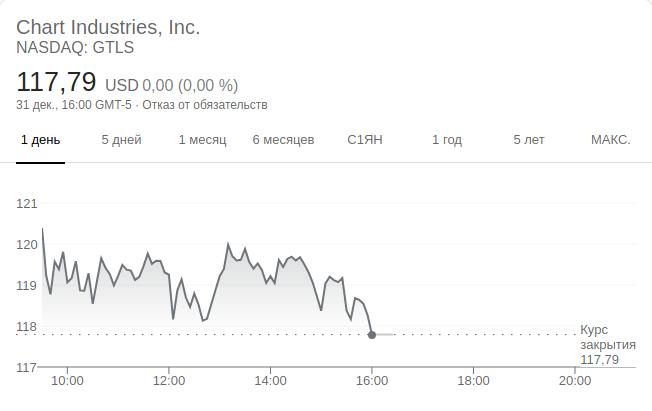 Chart Industries, Inc.
NASDAQ: GTLS
117,79 USD 0,00 (0,00 %)
31 дек., 16:00 GMT-5 · Отказ от обязательств
1 день 5 дней 1 месяц 6 месяцев С1ЯН 1 год 5 лет МАКС.
121
120
119
118
117
Курс
закрытия
117,79
10:00 12:00 14:00 16:00 18:00 20:00